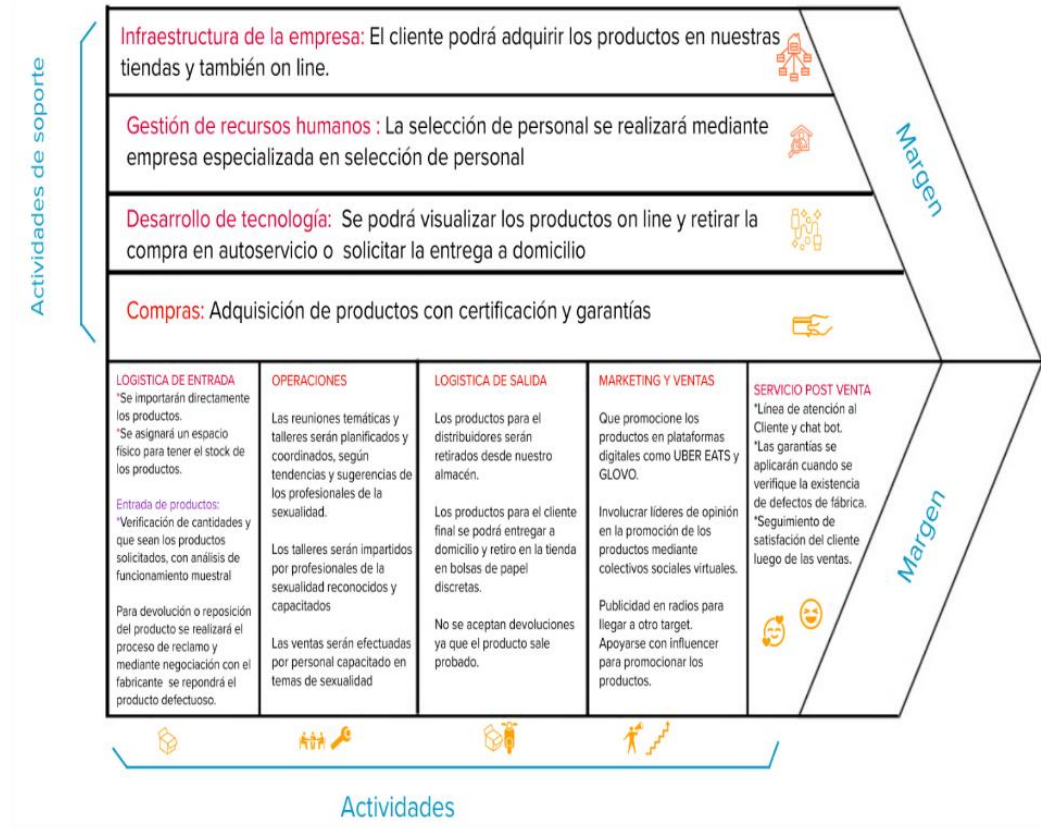 Actividades de soporte
Infraestructura de la empresa: El cliente podrá adquirir los productos en nuestras
tiendas y también on line.
Gestión de recursos humanos : La selección de personal se realizará mediante
empresa especializada en selección de personal
Desarrollo de tecnología: Se podrá visualizar los productos on line y retirar la
compra en autoservicio o solicitar la entrega a domicilio
Compras: Adquisición de productos con certificación y garantías
Margen
LOGISTICA DE ENTRADA
*Se importarán directamente
los productos.
*Se asignará un espacio
físico para tener el stock de
los productos.
Entrada de productos:
*Verificación de cantidades y
que sean los productos
solicitados, con análisis de
funcionamiento muestral
Para devolución o reposición
del producto se realizará el
proceso de reclamo y
mediante negociación con el
fabricante se repondrá el
producto defectuoso.
OPERACIONES
Las reuniones temáticas y
talleres serán planificados y
coordinados, según
tendencias y sugerencias de
los profesionales de la
sexualidad.
Los talleres serán impartidos
por profesionales de la
sexualidad reconocidos y
capacitados
Las ventas serán efectuadas
por personal capacitado en
temas de sexualidad
LOGISTICA DE SALIDA
Los productos para el
distribuidores serán
retirados desde nuestro
almacén.
Los productos para el cliente
final se podrá entregar a
domicilio y retiro en la tienda
en bolsas de papel
discretas.
No se aceptan devoluciones
ya que el producto sale
probado.
MARKETING Y VENTAS
Que promocione los
productos en plataformas
digitales como UBER EATS y
GLOVO.
Involucrar líderes de opinión
en la promoción de los
productos mediante
colectivos sociales virtuales.
Publicidad en radios para
llegar a otro target.
Apoyarse con influencer
para promocionar los
productos.
SERVICIO POST VENTA
*Línea de atención al
Cliente y chat bot.
*Las garantías se
aplicarán cuando se
verifique la existencia
de defectos de fábrica.
*Seguimiento de
satisfacción del cliente
luego de las ventas.
Margen
Actividades